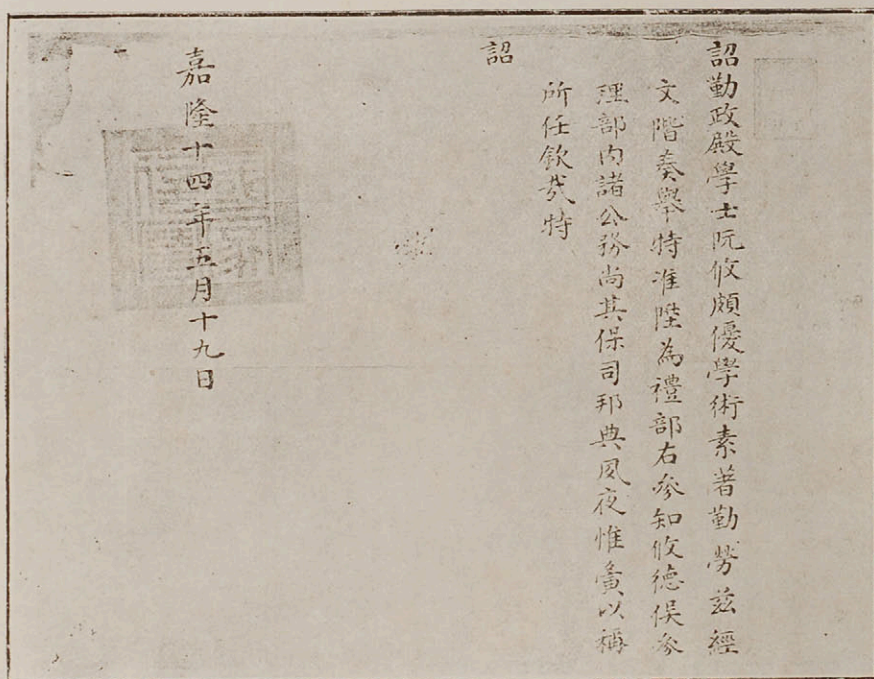 詔勤政殿學士阮攸頗優學術素著勤勞茲經
文階奏舉特准陞為禮部右參知攸德侯參
理部內諸公務尚其保司邦典夙夜惟寅以稱
所任欽哉特
詔
嘉隆十四年五月十九日